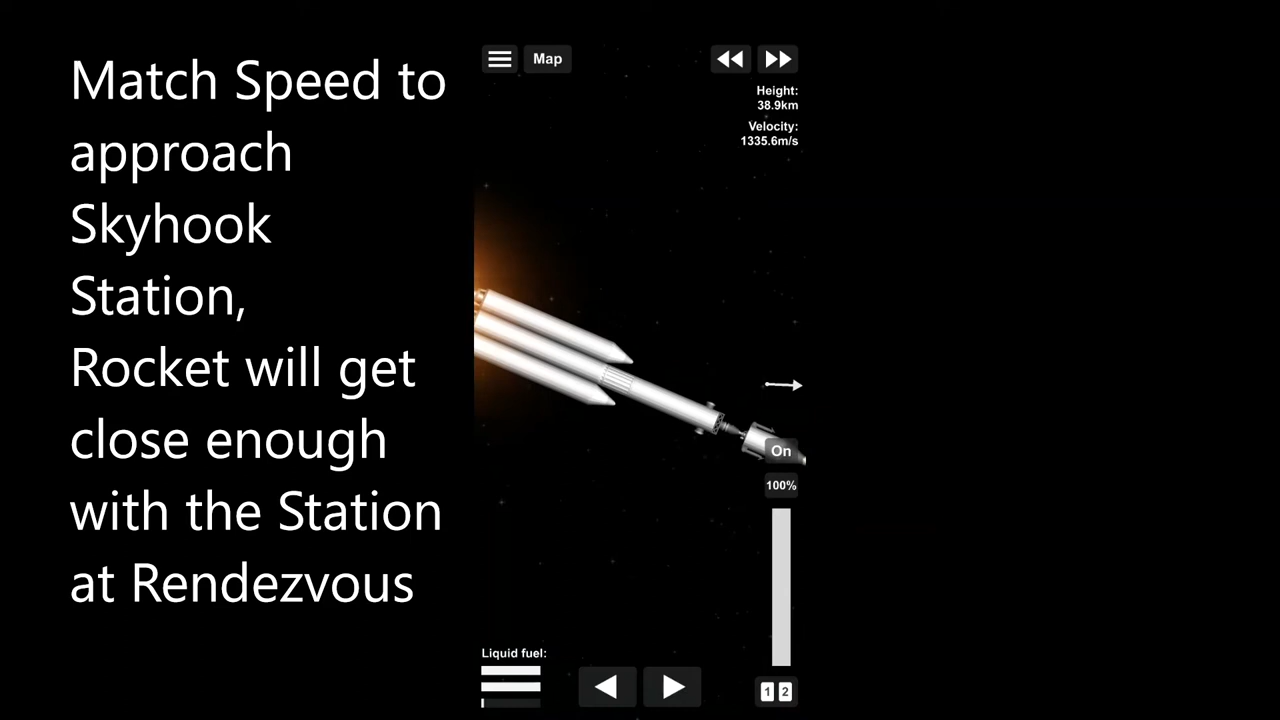 Match Speed to
approach
Skyhook
Station,
Rocket will get
close enough
with the Station
at Rendezvous
Map
Height:
38.9km
Velocity:
1335.6m/s
On
100%
Liquid fuel:
1 2